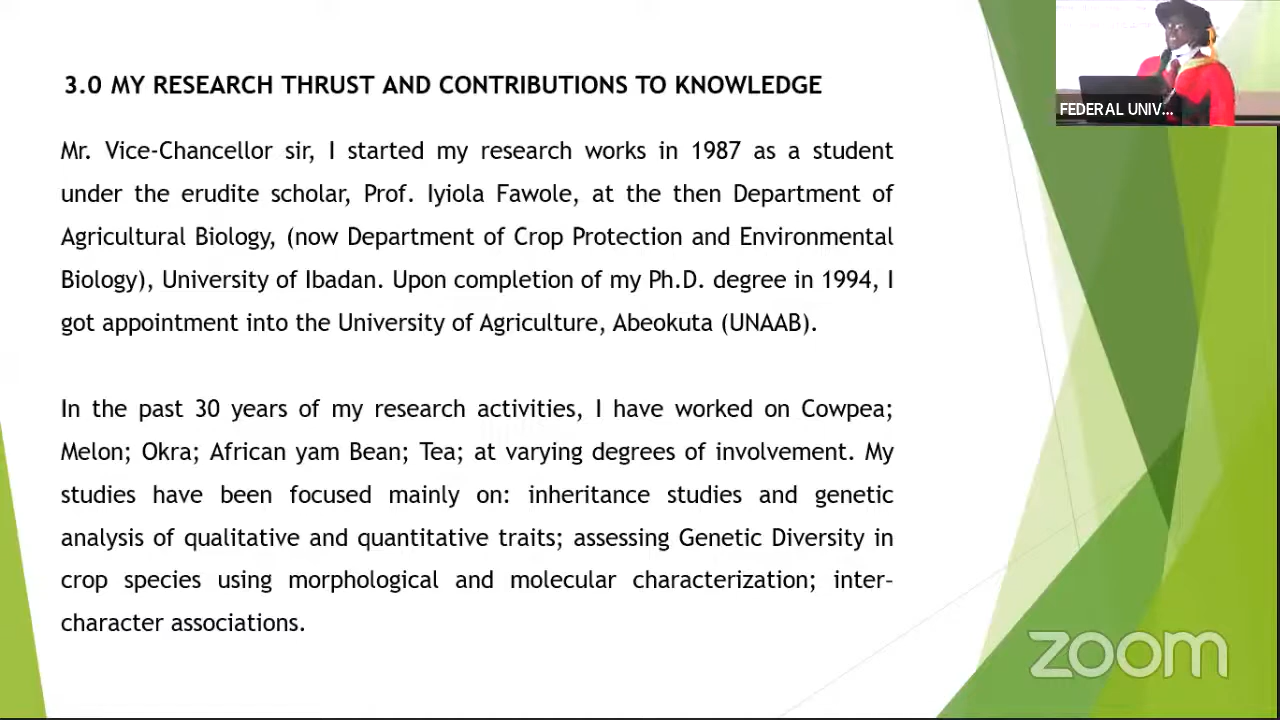 3.0 MY RESEARCH THRUST AND CONTRIBUTIONS TO KNOWLEDGE
Mr. Vice-Chancellor sir, I started my research works in 1987 as a student
under the erudite scholar, Prof. Iyiola Fawole, at the then Department of
Agricultural Biology, (now Department of Crop Protection and Environmental
Biology), University of Ibadan. Upon completion of my Ph.D. degree in 1994, I
got appointment into the University of Agriculture, Abeokuta (UNAAB).
In the past 30 years of my research activities, I have worked on Cowpea;
Melon; Okra; African yam Bean; Tea; at varying degrees of involvement. My
studies have been focused mainly on: inheritance studies and genetic
analysis of qualitative and quantitative traits; assessing Genetic Diversity in
crop species using morphological and molecular characterization; inter-
character associations.
FEDERAL UNIV...
zoom